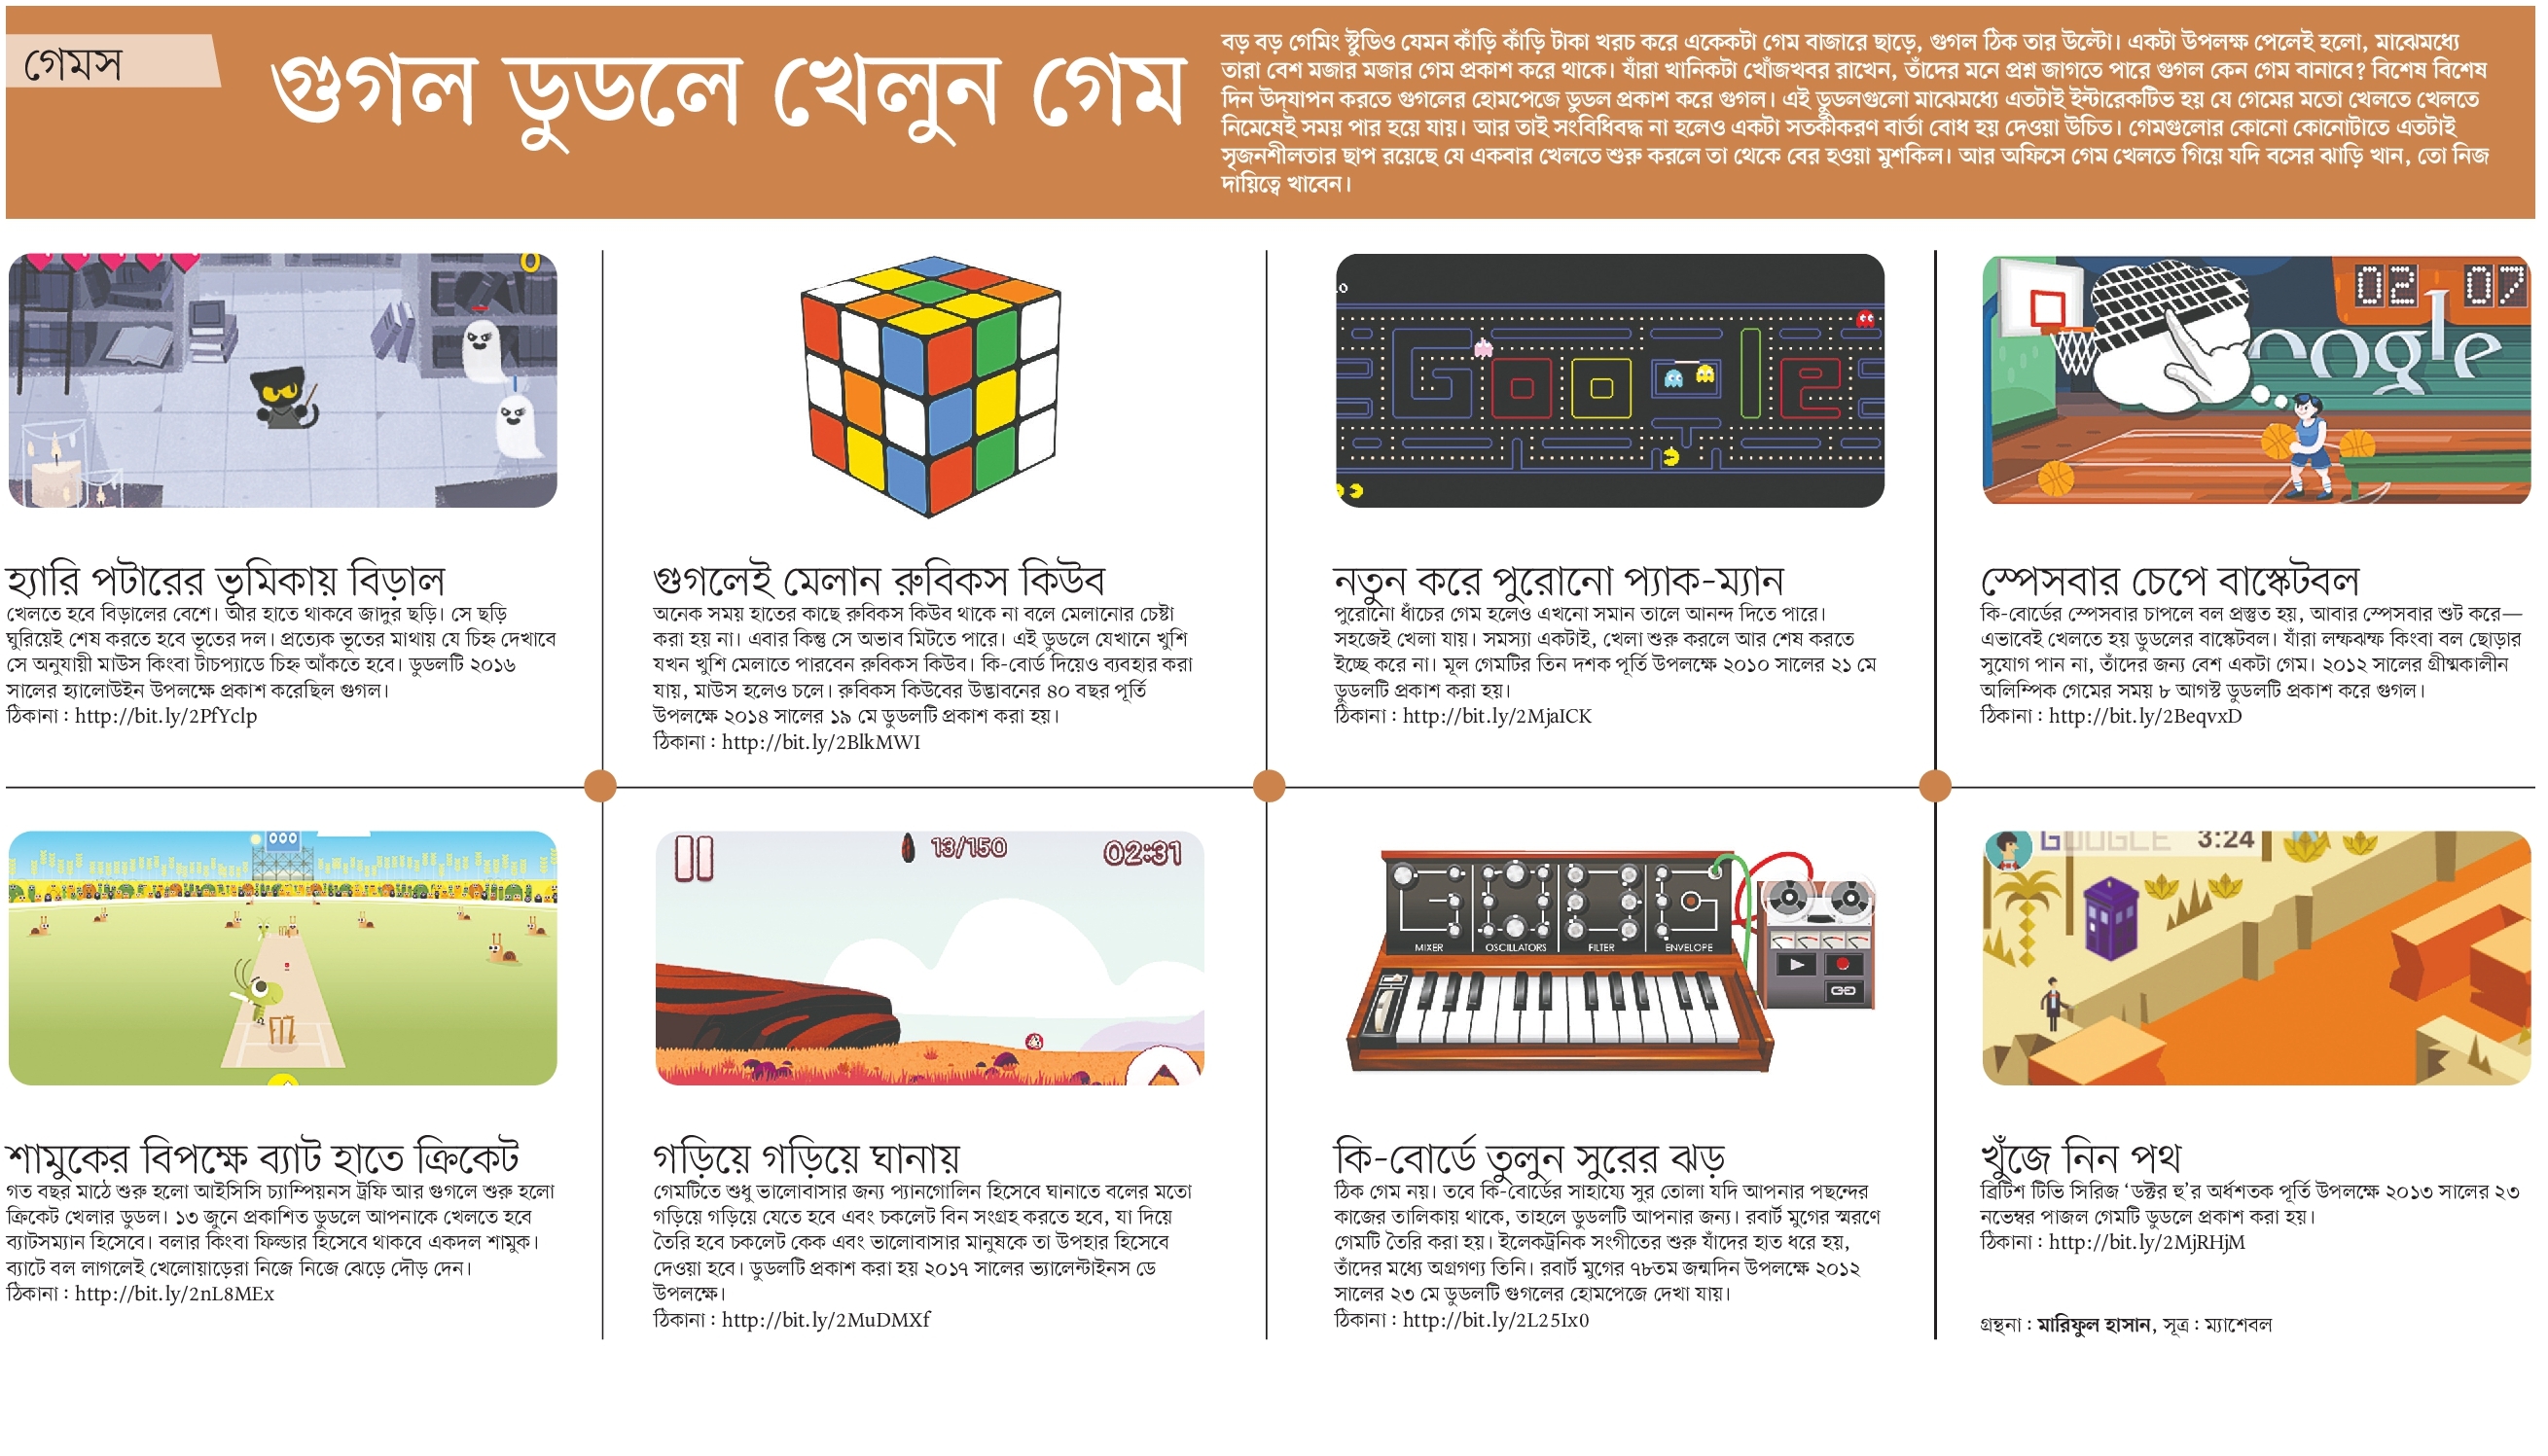 গেমস
গুগল ডুডলে খেলুন গেম
বড় বড় গেমিং স্টুডিও যেমন কাঁড়ি কাঁড়ি টাকা খরচ করে একেকটা গেম বাজারে ছাড়ে, গুগল ঠিক তার উল্টো। একটা উপলক্ষ পেলেই হলো, মাঝেমধ্যে
তারা বেশ মজার মজার গেম প্রকাশ করে থাকে। যাঁরা খানিকটা খোঁজখবর রাখেন, তাঁদের মনে প্রশ্ন জাগতে পারে গুগল কেন গেম বানাবে? বিশেষ বিশেষ
দিন উদ্‌যাপন করতে গুগলের হোমপেজে ডুডল প্রকাশ করে গুগল। এই ডুডলগুলো মাঝেমধ্যে এতটাই ইন্টারেকটিভ হয় যে গেমের মতো খেলতে খেলতে
নিমেষেই সময় পার হয়ে যায়। আর তাই সংবিধিবদ্ধ না হলেও একটা সতর্কীকরণ বার্তা বোধ হয় দেওয়া উচিত। গেমগুলোর কোনো কোনোটাতে এতটাই
সৃজনশীলতার ছাপ রয়েছে যে একবার খেলতে শুরু করলে তা থেকে বের হওয়া মুশকিল। আর অফিসে গেম খেলতে গিয়ে যদি বসের ঝাড়ি খান, তো নিজ
দায়িত্বে খাবেন।
0
হ্যারি পটারের ভূমিকায় বিড়াল
খেলতে হবে বিড়ালের বেশে। আর হাতে থাকবে জাদুর ছড়ি। সে ছড়ি
ঘুরিয়েই শেষ করতে হবে ভূতের দল। প্রত্যেক ভূতের মাথায় যে চিহ্ন দেখাবে
সে অনুযায়ী মাউস কিংবা টাচপ্যাডে চিহ্ন আঁকতে হবে। ডুডলটি ২০১৬
সালের হ্যালোউইন উপলক্ষে প্রকাশ করেছিল গুগল।
ঠিকানা : http://bit.ly/2PfYclp
গুগলেই মেলান রুবিকস কিউব
অনেক সময় হাতের কাছে রুবিকস কিউব থাকে না বলে মেলানোর চেষ্টা
করা হয় না। এবার কিন্তু সে অভাব মিটতে পারে। এই ডুডলে যেখানে খুশি
যখন খুশি মেলাতে পারবেন রুবিকস কিউব। কি-বোর্ড দিয়েও ব্যবহার করা
যায়, মাউস হলেও চলে। রুবিকস কিউবের উদ্ভাবনের ৪০ বছর পূর্তি
উপলক্ষে ২০১৪ সালের ১৯ মে ডুডলটি প্রকাশ করা হয়।
ঠিকানা : http://bit.ly/2BlkMWI
Google
নতুন করে পুরোনো প্যাক-ম্যান
পুরোনো ধাঁচের গেম হলেও এখনো সমান তালে আনন্দ দিতে পারে।
সহজেই খেলা যায়। সমস্যা একটাই, খেলা শুরু করলে আর শেষ করতে
ইচ্ছে করে না। মূল গেমটির তিন দশক পূর্তি উপলক্ষে ২০১০ সালের ২১ মে
ডুডলটি প্রকাশ করা হয়।
ঠিকানা : http://bit.ly/2MjaICK
02 07
oogle
স্পেসবার চেপে বাস্কেটবল
কি-বোর্ডের স্পেসবার চাপলে বল প্রস্তুত হয়, আবার স্পেসবার শুট করে—
এভাবেই খেলতে হয় ডুডলের বাস্কেটবল। যাঁরা লম্ফঝম্ফ কিংবা বল ছোড়ার
সুযোগ পান না, তাঁদের জন্য বেশ একটা গেম। ২০১২ সালের গ্রীষ্মকালীন
অলিম্পিক গেমের সময় ৮ আগস্ট ডুডলটি প্রকাশ করে গুগল।
ঠিকানা : http://bit.ly/2BeqvxD
000
শামুকের বিপক্ষে ব্যাট হাতে ক্রিকেট
গত বছর মাঠে শুরু হলো আইসিসি চ্যাম্পিয়নস ট্রফি আর গুগলে শুরু হলো
ক্রিকেট খেলার ডুডল। ১৩ জুনে প্রকাশিত ডুডলে আপনাকে খেলতে হবে
ব্যাটসম্যান হিসেবে। বলার কিংবা ফিল্ডার হিসেবে থাকবে একদল শামুক।
ব্যাটে বল লাগলেই খেলোয়াড়েরা নিজে নিজে ঝেড়ে দৌড় দেন।
ঠিকানা : http://bit.ly/2nL8MEx
13/150 02:31
গড়িয়ে গড়িয়ে ঘানায়
গেমটিতে শুধু ভালোবাসার জন্য প্যানগোলিন হিসেবে ঘানাতে বলের মতো
গড়িয়ে গড়িয়ে যেতে হবে এবং চকলেট বিন সংগ্রহ করতে হবে, যা দিয়ে
তৈরি হবে চকলেট কেক এবং ভালোবাসার মানুষকে তা উপহার হিসেবে
দেওয়া হবে। ডুডলটি প্রকাশ করা হয় ২০১৭ সালের ভ্যালেন্টাইনস ডে
উপলক্ষে।
ঠিকানা : http://bit.ly/2MuDMXf
MIXER OSCILLATORS FILTER ENVELOPE
কি-বোর্ডে তুলুন সুরের ঝড়
ঠিক গেম নয়। তবে কি-বোর্ডের সাহায্যে সুর তোলা যদি আপনার পছন্দের
কাজের তালিকায় থাকে, তাহলে ডুডলটি আপনার জন্য। রবার্ট মুগের স্মরণে
গেমটি তৈরি করা হয়। ইলেকট্রনিক সংগীতের শুরু যাঁদের হাত ধরে হয়,
তাঁদের মধ্যে অগ্রগণ্য তিনি। রবার্ট মুগের ৭৮তম জন্মদিন উপলক্ষে ২০১২
সালের ২৩ মে ডুডলটি গুগলের হোমপেজে দেখা যায়।
ঠিকানা : http://bit.ly/2L25Ix0
GOOGLE 3:24
খুঁজে নিন পথ
ব্রিটিশ টিভি সিরিজ ‘ডক্টর হু’র অর্ধশতক পূর্তি উপলক্ষে ২০১৩ সালের ২৩
নভেম্বর পাজল গেমটি ডুডলে প্রকাশ করা হয়।
ঠিকানা : http://bit.ly/2MjRHjM
গ্রন্থনা : মারিফুল হাসান, সূত্র : ম্যাশেবল